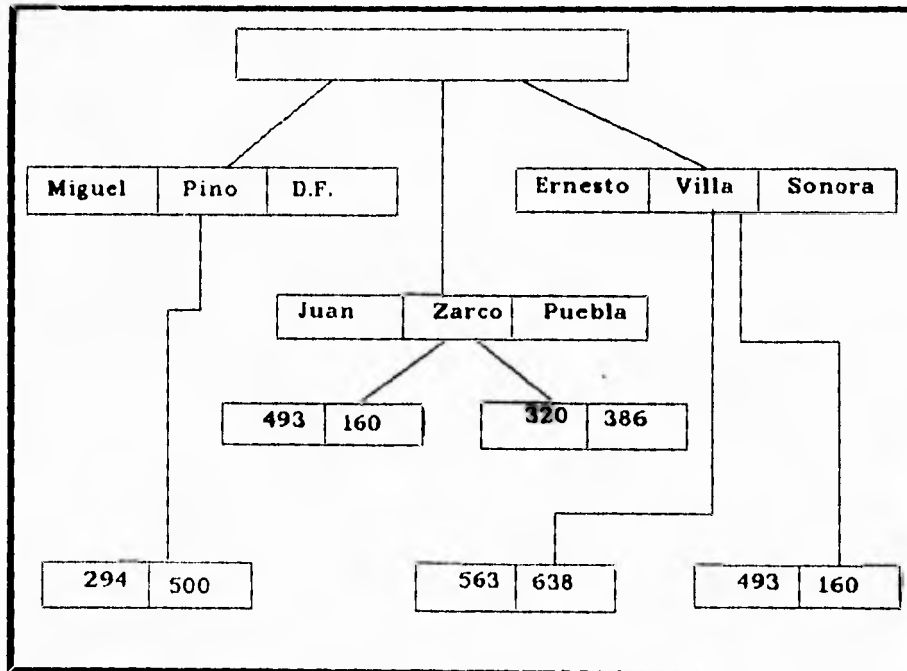 Miguel Pino D.F.
Ernesto Villa Sonora
Juan Zarco Puebla
493 160
320 386
294 500
563 638
493 160